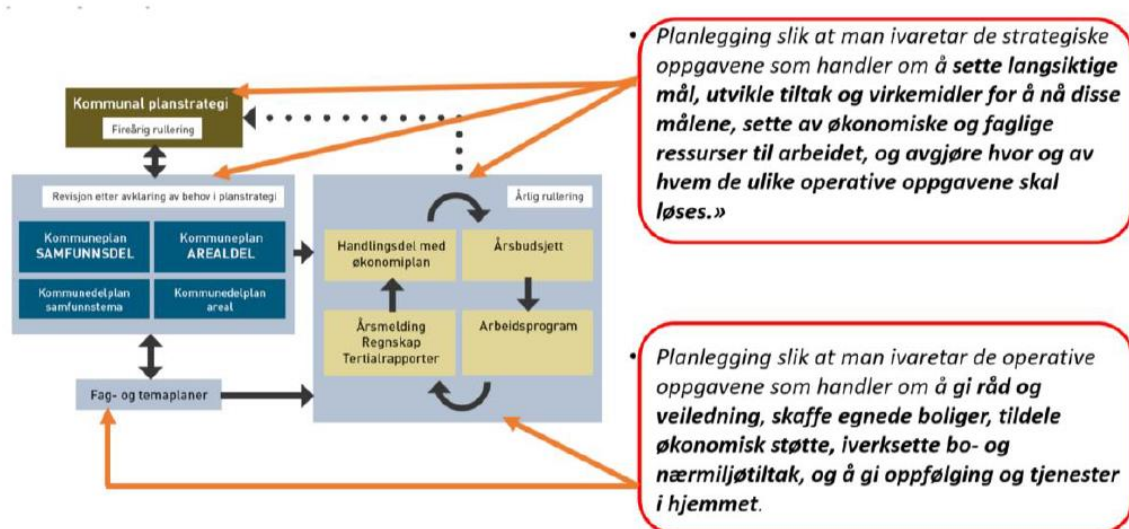 Kommunal planstrategi
Fireårig rullering
Revisjon etter avklaring av behov i planstrategi
Kommuneplan
SAMFUNNSDEL
Kommuneplan
AREALDEL
Kommunedelplan
samfunnstema
Kommunedelplan
areal
Fag- og temaplaner
Årlig rullering
Handlingsdel med
økonomiplan
Årsbudsjett
Årsmelding
Regnskap
Tertialrapporter
Arbeidsprogram
• Planlegging slik at man ivaretar de strategiske
oppgavene som handler om å sette langsiktige
mål, utvikle tiltak og virkemidler for å nå disse
målene, sette av økonomiske og faglige
ressurser til arbeidet, og avgjøre hvor og av
hvem de ulike operative oppgavene skal
løses.»
• Planlegging slik at man ivaretar de operative
oppgavene som handler om å gi råd og
veiledning, skaffe egnede boliger, tildele
økonomisk støtte, iverksette bo- og
nærmiljøtiltak, og å gi oppfølging og tjenester
i hjemmet.